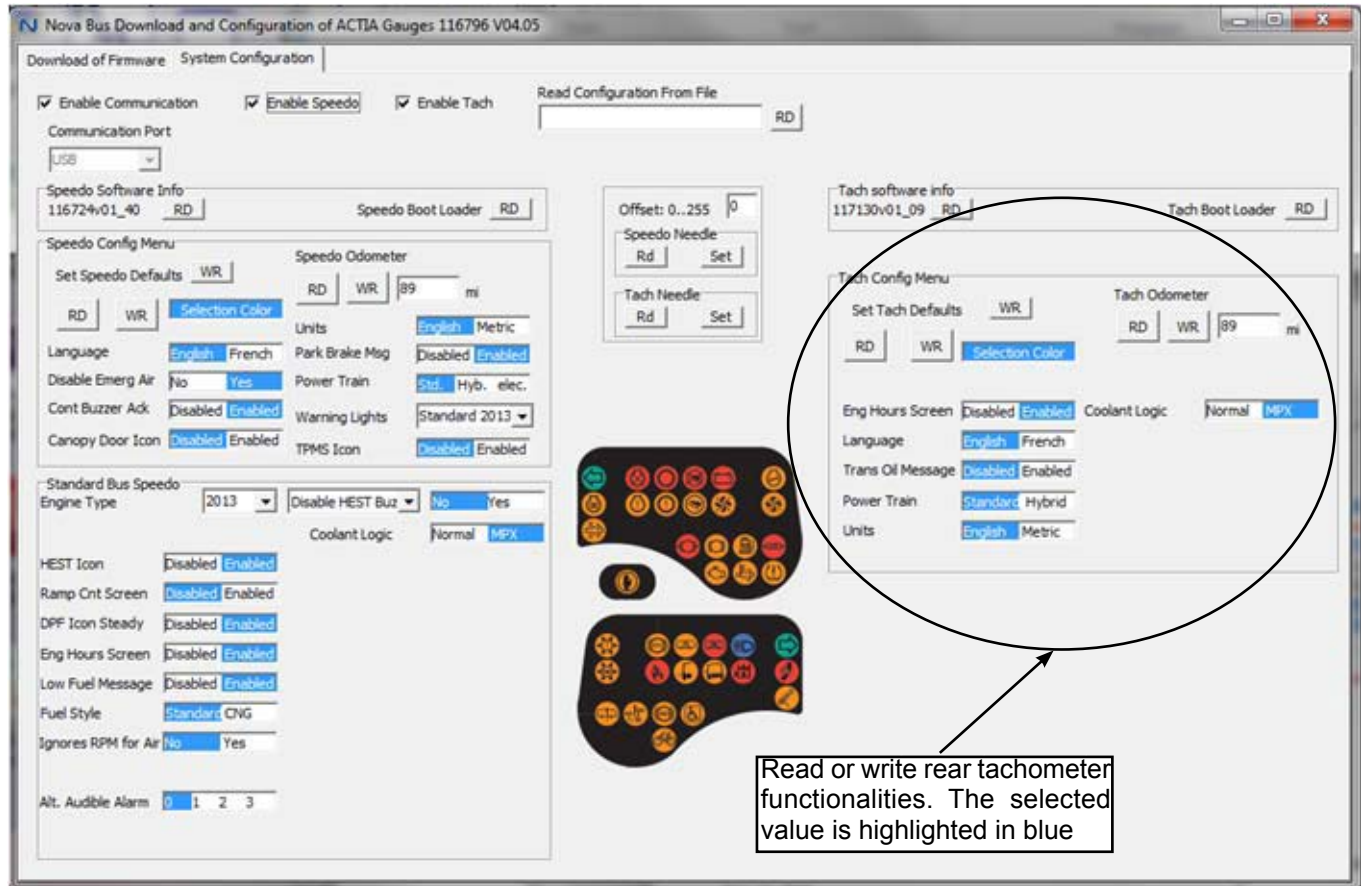 Nova Bus Download and Configuration of ACTIA Gauges 116796 V04.05
Download of Firmware System Configuration
Enable Communication Enable Speedo Enable Tach
Read Configuration From File
RD
Communication Port
USB
Speedo Software Info
116724v01_40 RD Speedo Boot Loader RD
Speedo Config Menu
Set Speedo Defaults WR
RD WR Selection Color
Language English French
Disable Emerg Air No Yes
Cont Buzzer Ack Disabled Enabled
Canopy Door Icon Disabled Enabled
Speedo Odometer
RD WR 89 mi
Units English Metric
Park Brake Msg Disabled Enabled
Power Train Std. Hyb. elec.
Warning Lights Standard 2013
TPMS Icon Disabled Enabled
Standard Bus Speedo
Engine Type 2013 Disable HEST Buz No Yes
Coolant Logic Normal MPX
HEST Icon Disabled Enabled
Ramp Cnt Screen Disabled Enabled
DPF Icon Steady Disabled Enabled
Eng Hours Screen Disabled Enabled
Low Fuel Message Disabled Enabled
Fuel Style Standard CNG
Ignores RPM for Air No Yes
Alt. Audible Alarm 0 1 2 3
Offset: 0..255 0
Speedo Needle
Rd Set
Tach Needle
Rd Set
Tach software info
117130v01_09 RD Tach Boot Loader RD
Tach Config Menu
Set Tach Defaults WR
RD WR Selection Color
Tach Odometer
RD WR 89 mi
Eng Hours Screen Disabled Enabled Coolant Logic Normal MPX
Language English French
Trans Oil Message Disabled Enabled
Power Train Standard Hybrid
Units English Metric
Read or write rear tachometer
functionalities. The selected
value is highlighted in blue